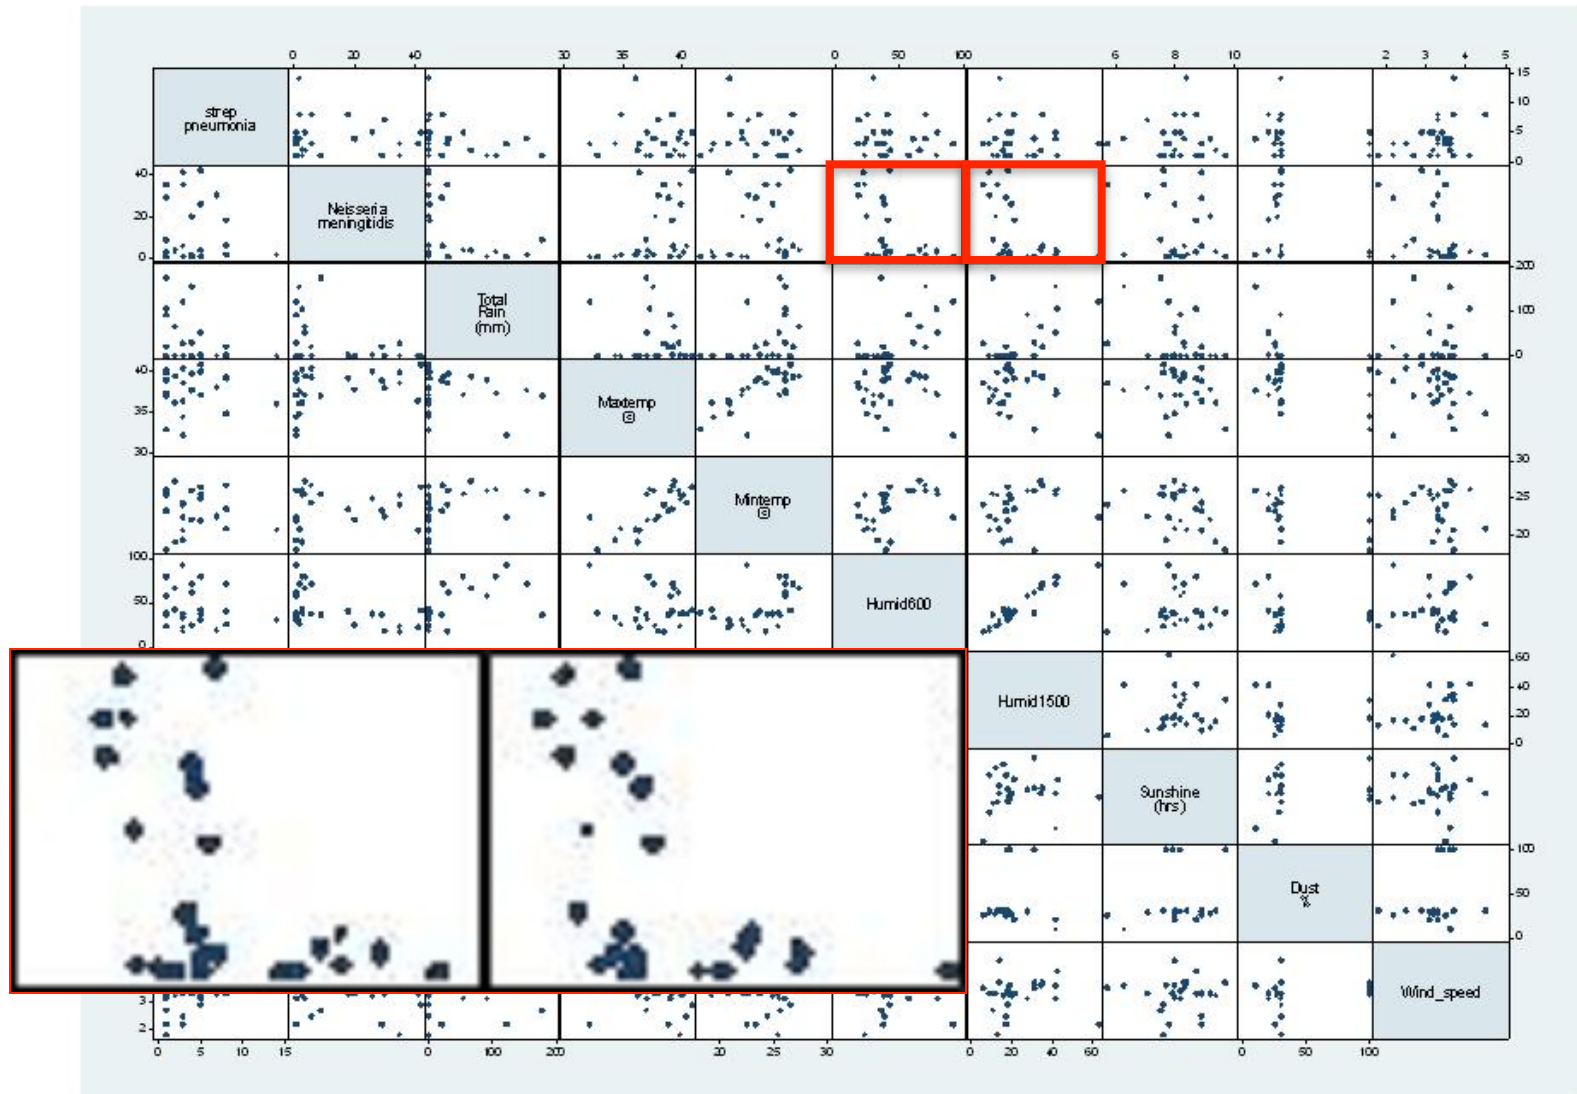 0 20 40 30 35 40 0 50 100 6 8 10 2 3 4 5
strep
pneumonia
15
10
5
0
40
20
0
Neisseria
meningitidis
Total
Rain
(mm)
200
100
0
40
35
30
Maxtemp
©
Mintemp
©
30
25
20
100
50
0
Humid600
Humid1500
60
40
20
0
Sunshine
(hrs)
Dust
%
100
50
0
3
2
Wind_speed
0 5 10 15 0 100 200 20 25 30 0 20 40 60 0 50 100